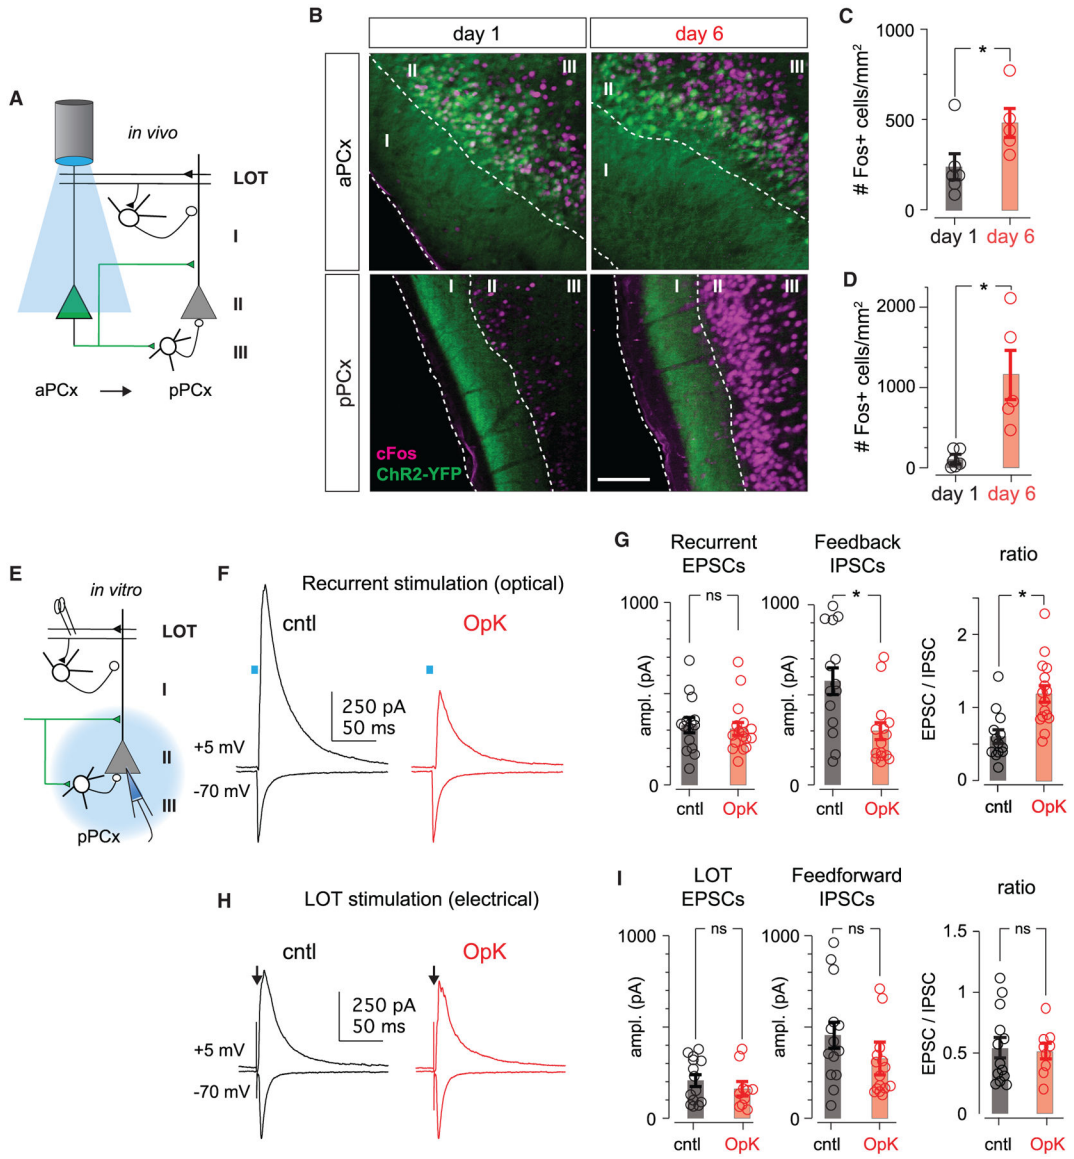 A
in vivo
LOT
I
II
III
aPCx
pPCx
B
day 1
day 6
aPCx
II
III
I
II
III
I
pPCx
I
II
III
I
II
III
cFos
ChR2-YFP
C
# Fos+ cells/mm2
1000
500
0
*
day 1
day 6
D
# Fos+ cells/mm2
2000
1000
0
*
day 1
day 6
E
in vitro
LOT
I
II
III
pPCx
F
Recurrent stimulation (optical)
cntl
OpK
250 pA
50 ms
+5 mV
-70 mV
G
Recurrent
EPSCs
ns
1000
ampl. (pA)
0
cntl
OpK
Feedback
IPSCs
*
1000
ampl. (pA)
0
cntl
OpK
ratio
*
2
1
0
EPSC / IPSC
cntl
OpK
H
LOT stimulation (electrical)
cntl
OpK
250 pA
50 ms
+5 mV
-70 mV
I
LOT
EPSCs
ns
1000
ampl. (pA)
0
cntl
OpK
Feedforward
IPSCs
ns
1000
ampl. (pA)
0
cntl
OpK
ratio
ns
1.5
1
0.5
0
EPSC / IPSC
cntl
OpK